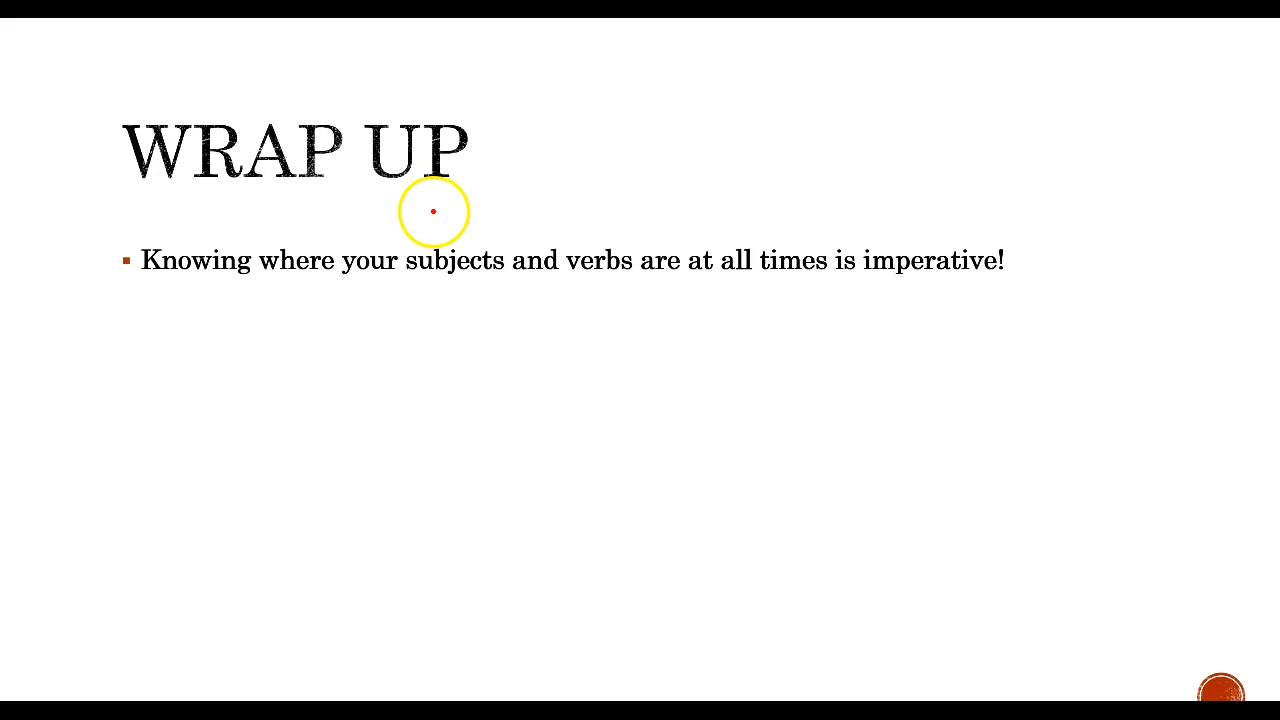 WRAP UP
▪ Knowing where your subjects and verbs are at all times is imperative!